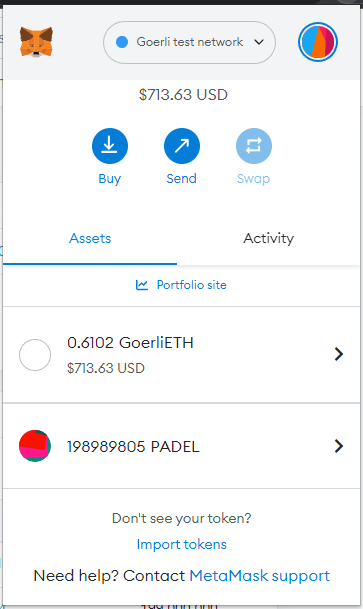 Goerli test network
$713.63 USD
Buy
Send
Swap
Assets
Activity
Portfolio site
0.6102 GoerliETH
$713.63 USD
198989805 PADEL
Don't see your token?
Import tokens
Need help? Contact MetaMask support